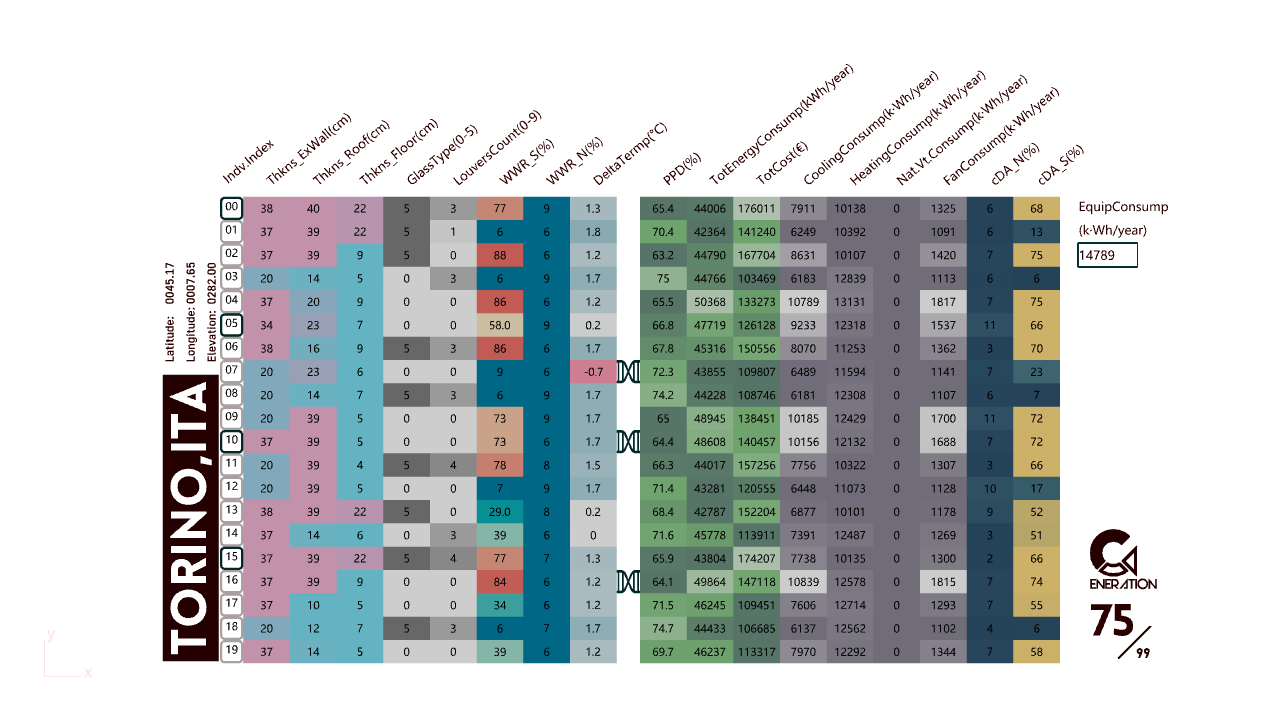 Indv.Index Thkns_ExWall(cm) Thkns_Roof(cm) Thkns_Floor(cm) GlassType(0-5) LouversCount(0-9) WWR_S(%) WWR_N(%) DeltaTermp(°C) PPD(%) TotEnergyConsump(kWh/year) TotCost(€) CoolingConsump(k·Wh/year) HeatingConsump(k·Wh/year) Nat.Vt.Consump(k·Wh/year) FanConsump(k·Wh/year) cDA_N(%) cDA_S(%)
00 38 40 22 5 3 77 9 1.3 65.4 44006 176011 7911 10138 0 1325 6 68
01 37 39 22 5 1 6 6 1.8 70.4 42364 141240 6249 10392 0 1091 6 13
02 37 39 9 5 0 88 6 1.2 63.2 44790 167704 8631 10107 0 1420 7 75
03 20 14 5 0 3 6 9 1.7 75 44766 103469 6183 12839 0 1113 6 6
04 37 20 9 0 0 86 6 1.2 65.5 50368 133273 10789 13131 0 1817 7 75
05 34 23 7 0 0 58.0 9 0.2 66.8 47719 126128 9233 12318 0 1537 11 66
06 38 16 9 5 3 86 6 1.7 67.8 45316 150556 8070 11253 0 1362 3 70
07 20 23 6 0 0 9 6 -0.7 72.3 43855 109807 6489 11594 0 1141 7 23
08 20 14 7 5 3 6 9 1.7 74.2 44228 108746 6181 12308 0 1107 6 7
09 20 39 5 0 0 73 9 1.7 65 48945 138451 10185 12429 0 1700 11 72
10 37 39 5 0 0 73 6 1.7 64.4 48608 140457 10156 12132 0 1688 7 72
11 20 39 4 5 4 78 8 1.5 66.3 44017 157256 7756 10322 0 1307 3 66
12 20 39 5 0 0 7 9 1.7 71.4 43281 120555 6448 11073 0 1128 10 17
13 38 39 22 5 0 29.0 8 0.2 68.4 42787 152204 6877 10101 0 1178 9 52
14 37 14 6 0 3 39 6 0 71.6 45778 113911 7391 12487 0 1269 3 51
15 37 39 22 5 4 77 7 1.3 65.9 43804 174207 7738 10135 0 1300 2 66
16 37 39 9 0 0 84 6 1.2 64.1 49864 147118 10839 12578 0 1815 7 74
17 37 10 5 0 0 34 6 1.2 71.5 46245 109451 7606 12714 0 1293 7 55
18 20 12 7 5 3 6 7 1.7 74.7 44433 106685 6137 12562 0 1102 4 6
19 37 14 5 0 0 39 6 1.2 69.7 46237 113317 7970 12292 0 1344 7 58
Latitude: 0045.17
Longitude: 0007.65
Elevation: 0282.00
TORINO,ITA
EquipConsump
(k·Wh/year)
14789
ENERATION
75/99
y
x